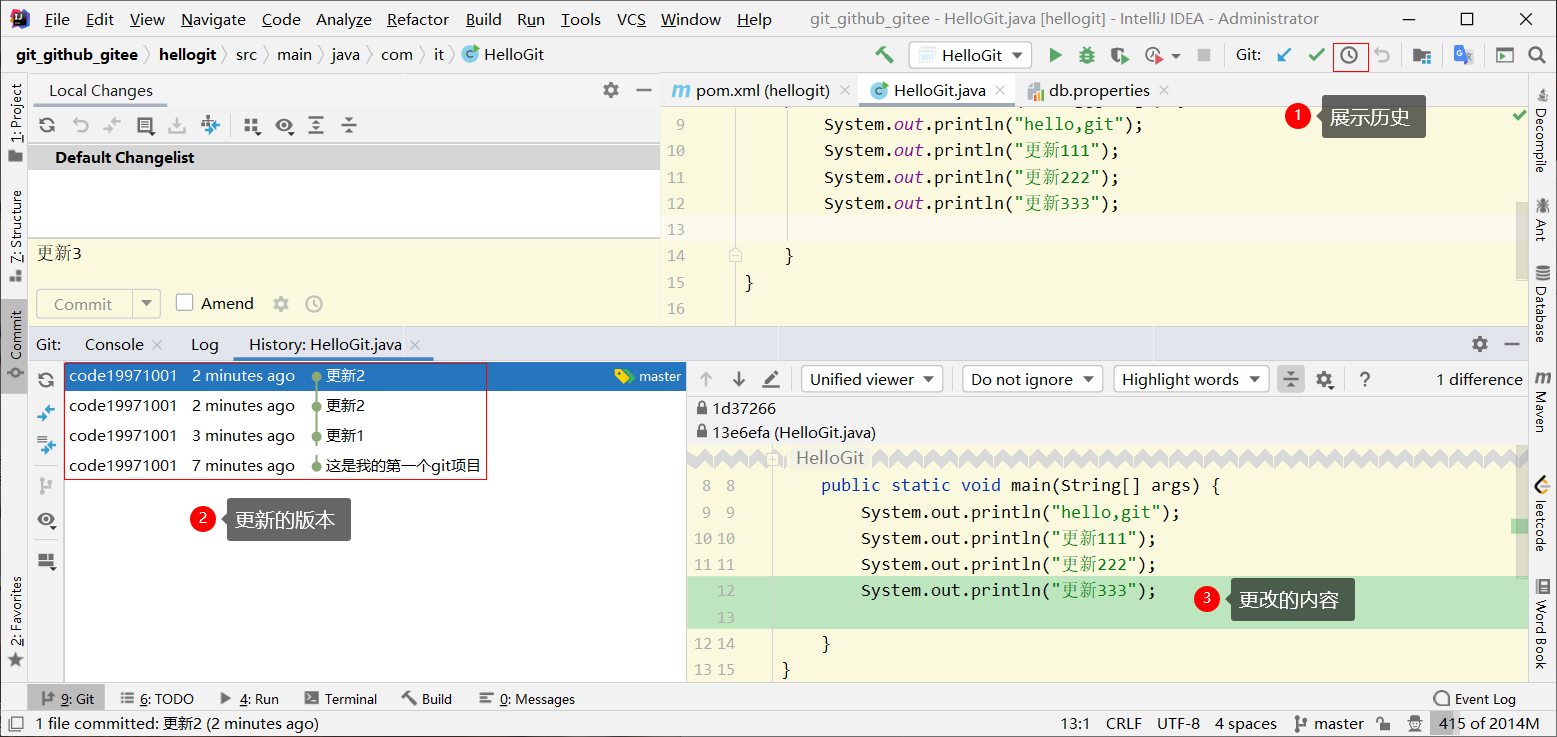 File Edit View Navigate Code Analyze Refactor Build Run Tools VCS Window Help git_github_gitee - HelloGit.java [hellogit] - IntelliJ IDEA - Administrator
git_github_gitee hellogit src main java com it HelloGit HelloGit Git:
1: Project
Z: Structure
Commit
2: Favorites
Local Changes
Default Changelist
更新3
Commit Amend
pom.xml (hellogit) HelloGit.java db.properties
1 展示历史
9 System.out.println("hello,git");
10 System.out.println("更新111");
11 System.out.println("更新222");
12 System.out.println("更新333");
13
14 }
15 }
16
Decompile
Ant
Database
Maven
leetcode
Word Book
Git: Console Log History: HelloGit.java
code19971001 2 minutes ago 更新2 master
code19971001 2 minutes ago 更新2
code19971001 3 minutes ago 更新1
code19971001 7 minutes ago 这是我的第一个git项目
2 更新的版本
Unified viewer Do not ignore Highlight words ? 1 difference
1d37266
13e6efa (HelloGit.java)
HelloGit
8 8 public static void main(String[] args) {
9 9 System.out.println("hello,git");
10 10 System.out.println("更新111");
11 11 System.out.println("更新222");
12 System.out.println("更新333");
13
3 更改的内容
12 14 }
13 15 }
9: Git 6: TODO 4: Run Terminal Build 0: Messages Event Log
1 file committed: 更新2 (2 minutes ago) 13:1 CRLF UTF-8 4 spaces master 415 of 2014M